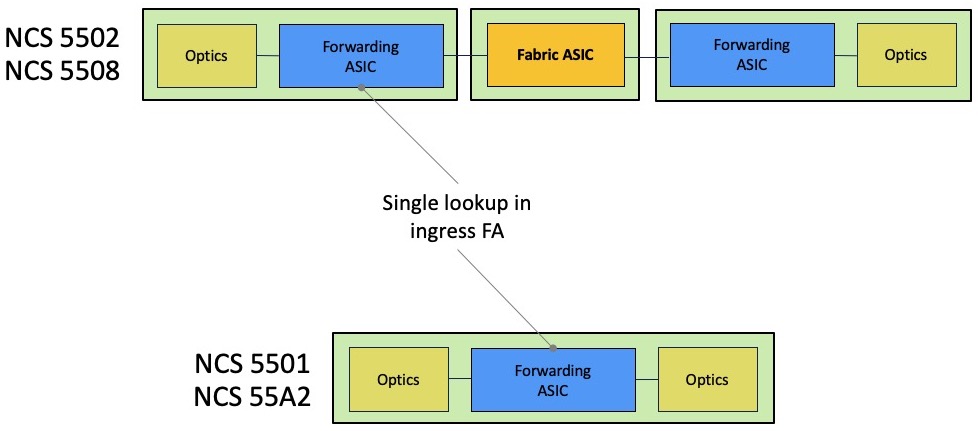 NCS 5502
NCS 5508
Optics
Forwarding
ASIC
Fabric ASIC
Forwarding
ASIC
Optics
Single lookup in
ingress FA
NCS 5501
NCS 55A2
Optics
Forwarding
ASIC
Optics